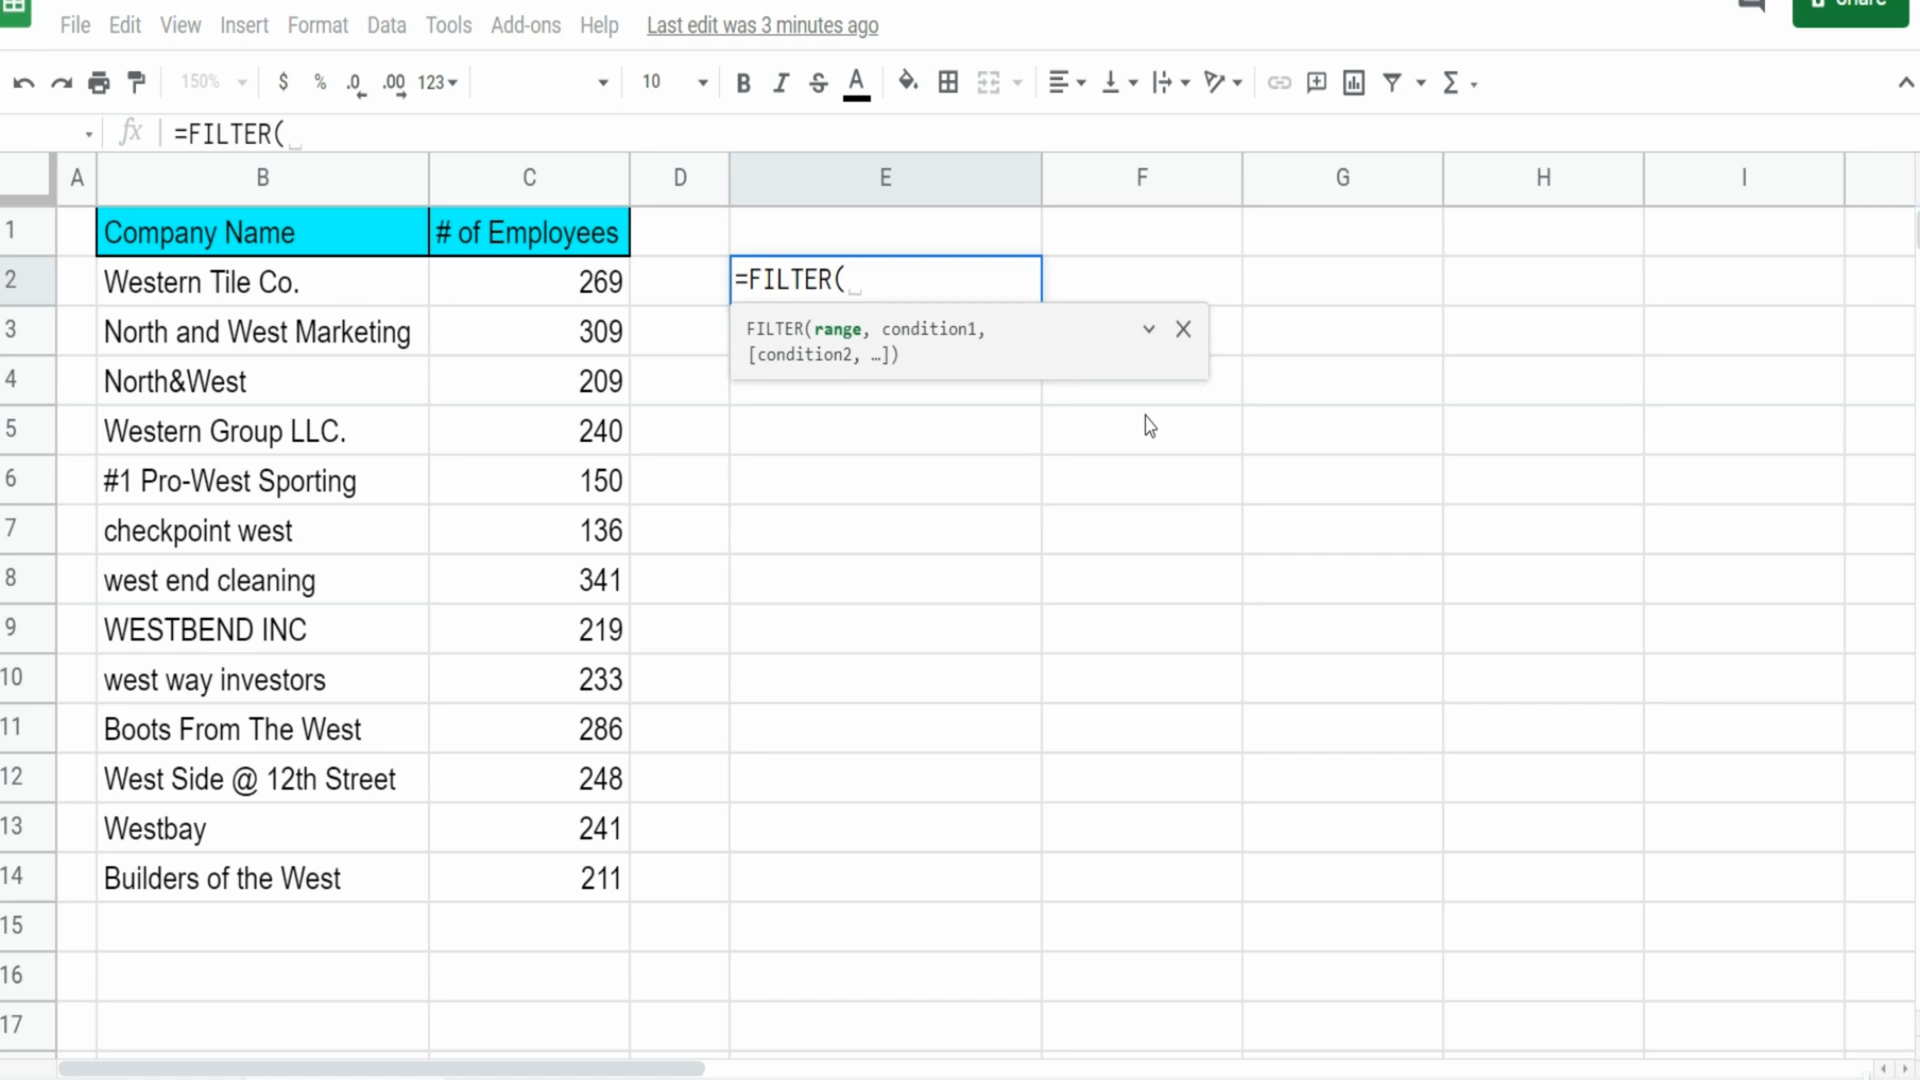 Share
File Edit View Insert Format Data Tools Add-ons Help Last edit was 3 minutes ago
150% $ % .0 .00 123 10 B I S A
fx =FILTER(
A B C D E F G H I
1 Company Name # of Employees
2 Western Tile Co. 269 =FILTER(
3 North and West Marketing 309 FILTER(range, condition1,
[condition2, …])
4 North&West 209
5 Western Group LLC. 240
6 #1 Pro-West Sporting 150
7 checkpoint west 136
8 west end cleaning 341
9 WESTBEND INC 219
10 west way investors 233
11 Boots From The West 286
12 West Side @ 12th Street 248
13 Westbay 241
14 Builders of the West 211
15
16
17